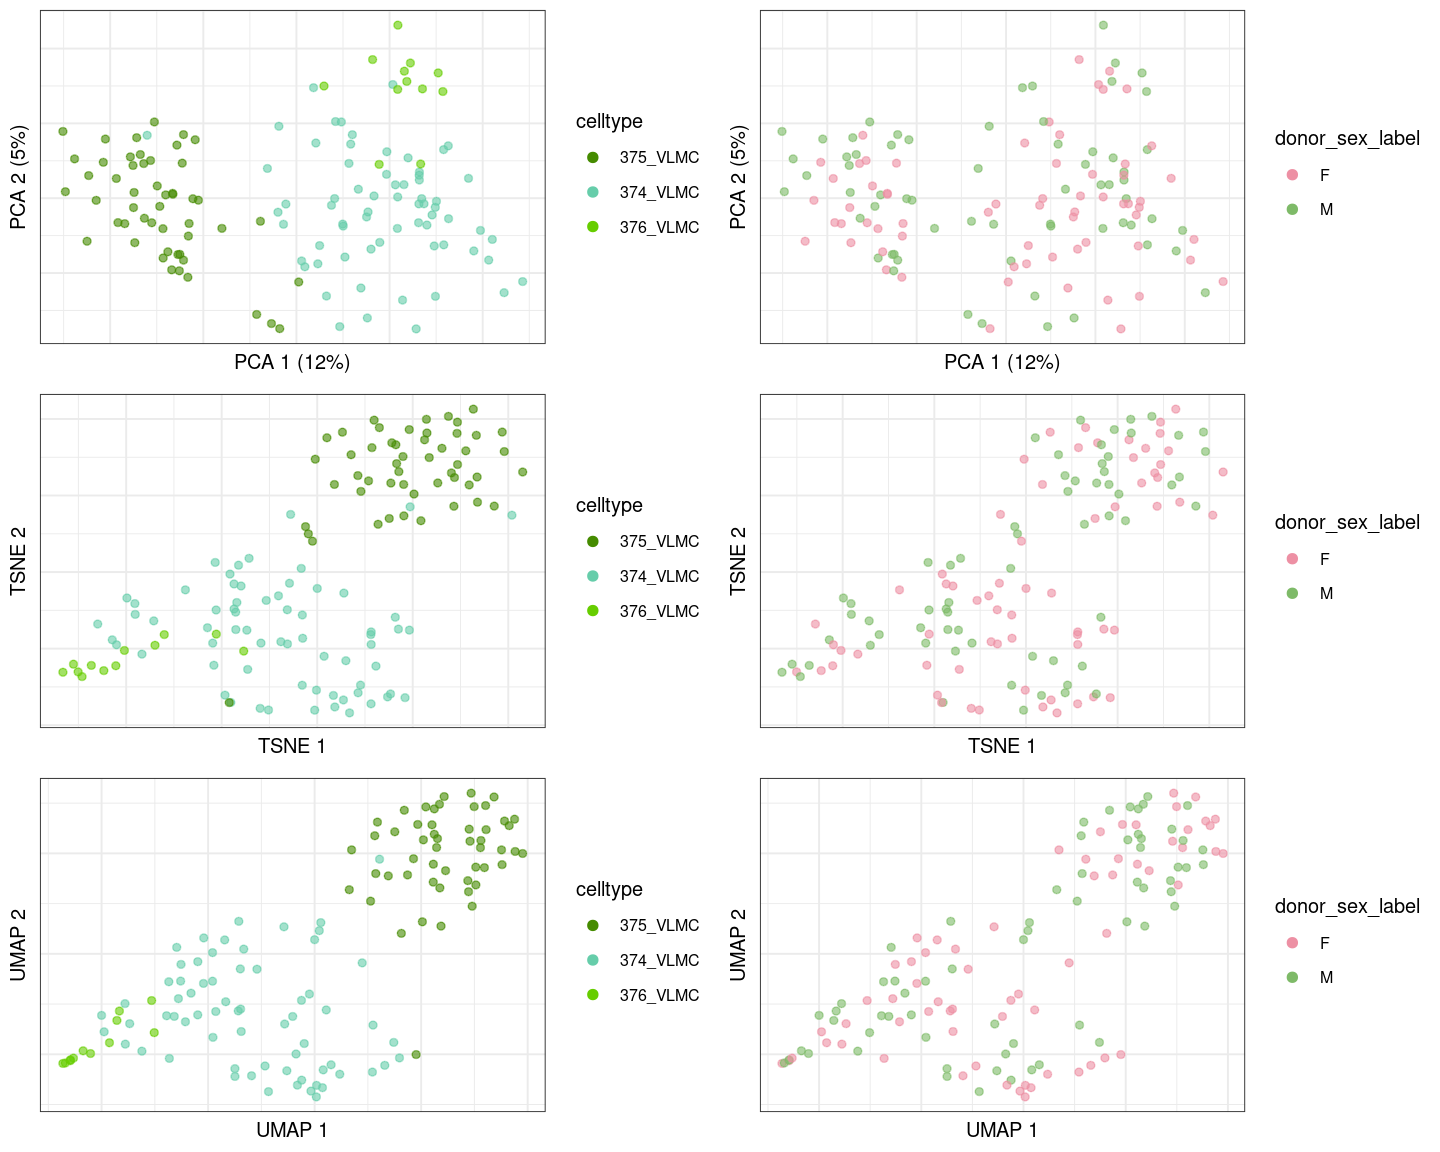 PCA 2 (5%)
PCA 1 (12%)
celltype
375_VLMC
374_VLMC
376_VLMC
PCA 2 (5%)
PCA 1 (12%)
donor_sex_label
F
M
TSNE 2
TSNE 1
celltype
375_VLMC
374_VLMC
376_VLMC
TSNE 2
TSNE 1
donor_sex_label
F
M
UMAP 2
UMAP 1
celltype
375_VLMC
374_VLMC
376_VLMC
UMAP 2
UMAP 1
donor_sex_label
F
M